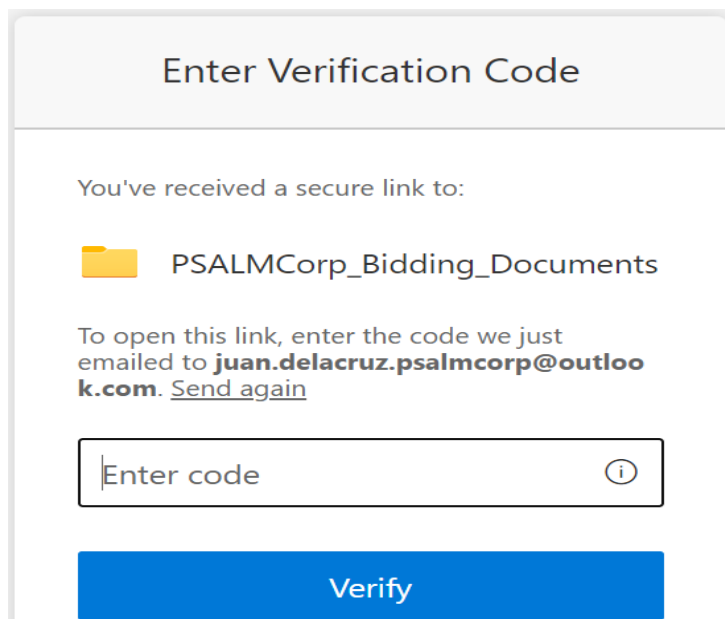 Enter Verification Code
You've received a secure link to:
PSALMCorp_Bidding_Documents
To open this link, enter the code we just
emailed to juan.delacruz.psalmcorp@outloo
k.com. Send again
Enter code
Verify